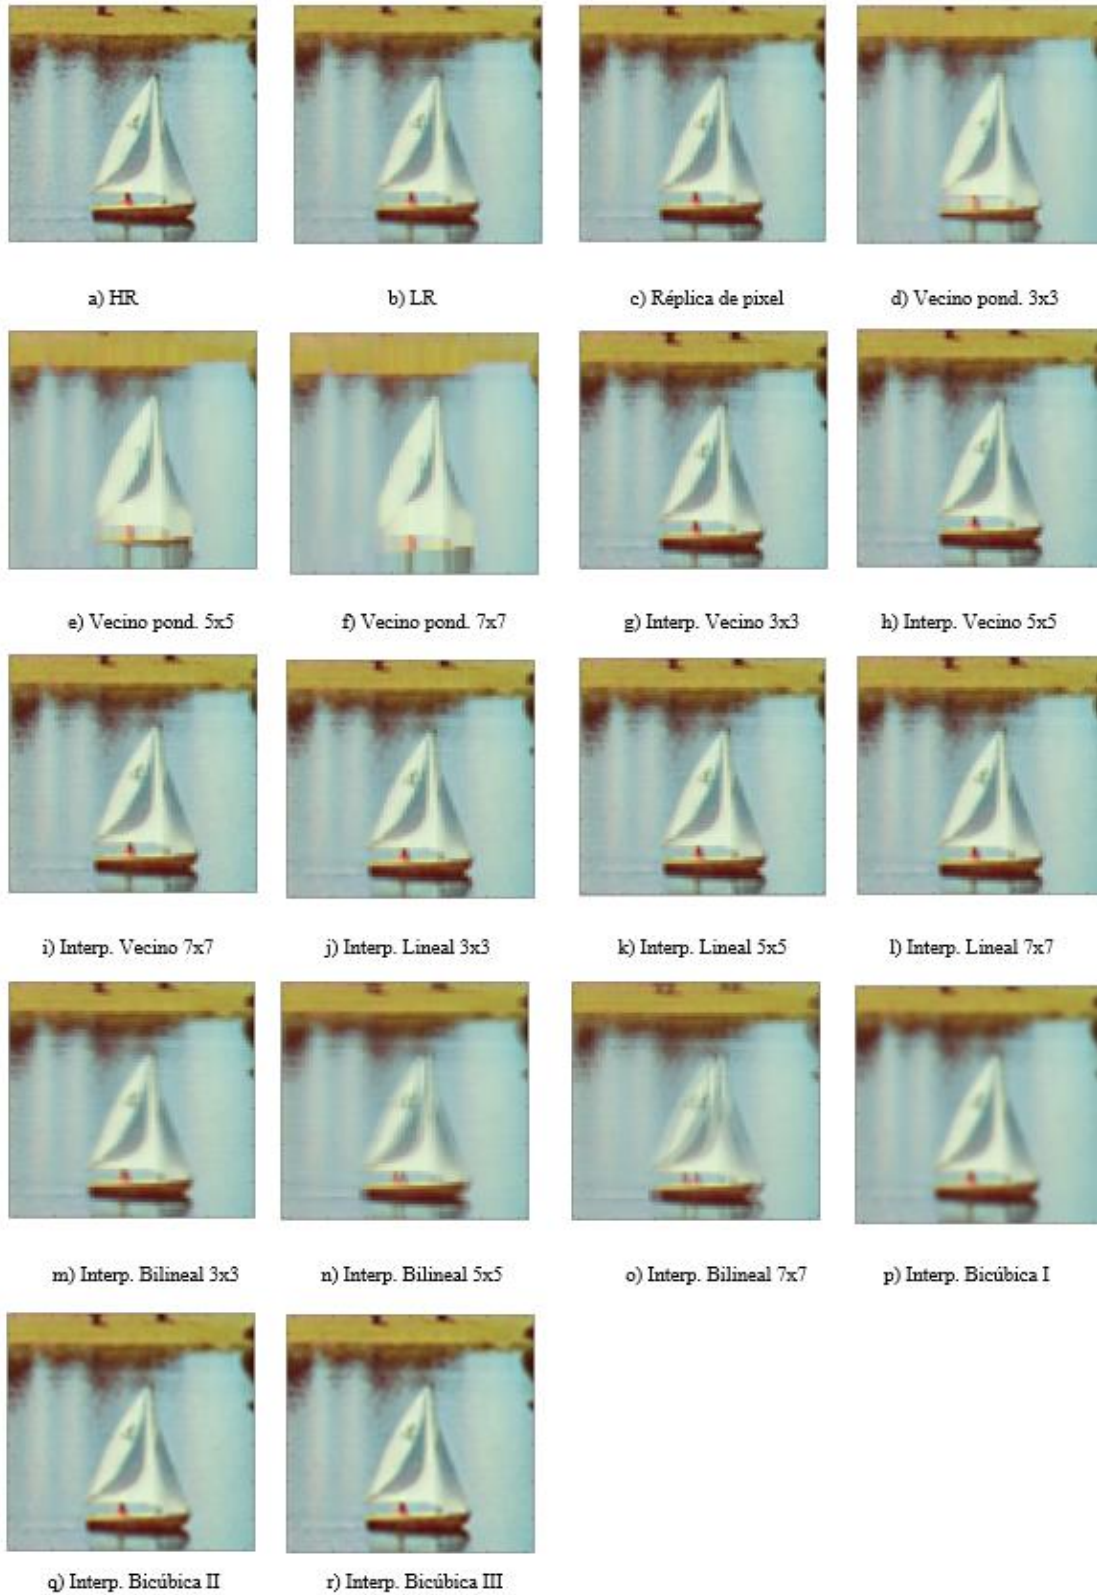 a) HR
b) LR
c) Réplica de pixel
d) Vecino pond. 3x3
e) Vecino pond. 5x5
f) Vecino pond. 7x7
g) Interp. Vecino 3x3
h) Interp. Vecino 5x5
i) Interp. Vecino 7x7
j) Interp. Lineal 3x3
k) Interp. Lineal 5x5
l) Interp. Lineal 7x7
m) Interp. Bilineal 3x3
n) Interp. Bilineal 5x5
o) Interp. Bilineal 7x7
p) Interp. Bicúbica I
q) Interp. Bicúbica II
r) Interp. Bicúbica III